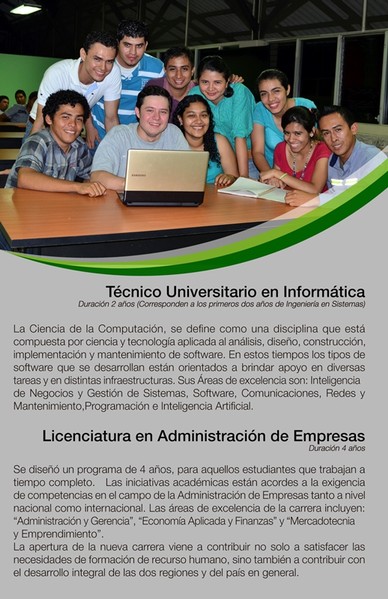 Técnico Universitario en Informática
Duración 2 años (Corresponden a los primeros dos años de Ingeniería en Sistemas)
La Ciencia de la Computación, se define como una disciplina que está
compuesta por ciencia y tecnología aplicada al análisis, diseño, construcción,
implementación y mantenimiento de software. En estos tiempos los tipos de
software que se desarrollan están orientados a brindar apoyo en diversas
tareas y en distintas infraestructuras. Sus Áreas de excelencia son: Inteligencia
de Negocios y Gestión de Sistemas, Software, Comunicaciones, Redes y
Mantenimiento,Programación e Inteligencia Artificial.
Licenciatura en Administración de Empresas
Duración 4 años
Se diseñó un programa de 4 años, para aquellos estudiantes que trabajan a
tiempo completo. Las iniciativas académicas están acordes a la exigencia
de competencias en el campo de la Administración de Empresas tanto a nivel
nacional como internacional. Las áreas de excelencia de la carrera incluyen:
“Administración y Gerencia”, “Economía Aplicada y Finanzas” y “Mercadotecnia
y Emprendimiento”.
La apertura de la nueva carrera viene a contribuir no solo a satisfacer las
necesidades de formación de recurso humano, sino también a contribuir con
el desarrollo integral de las dos regiones y del país en general.